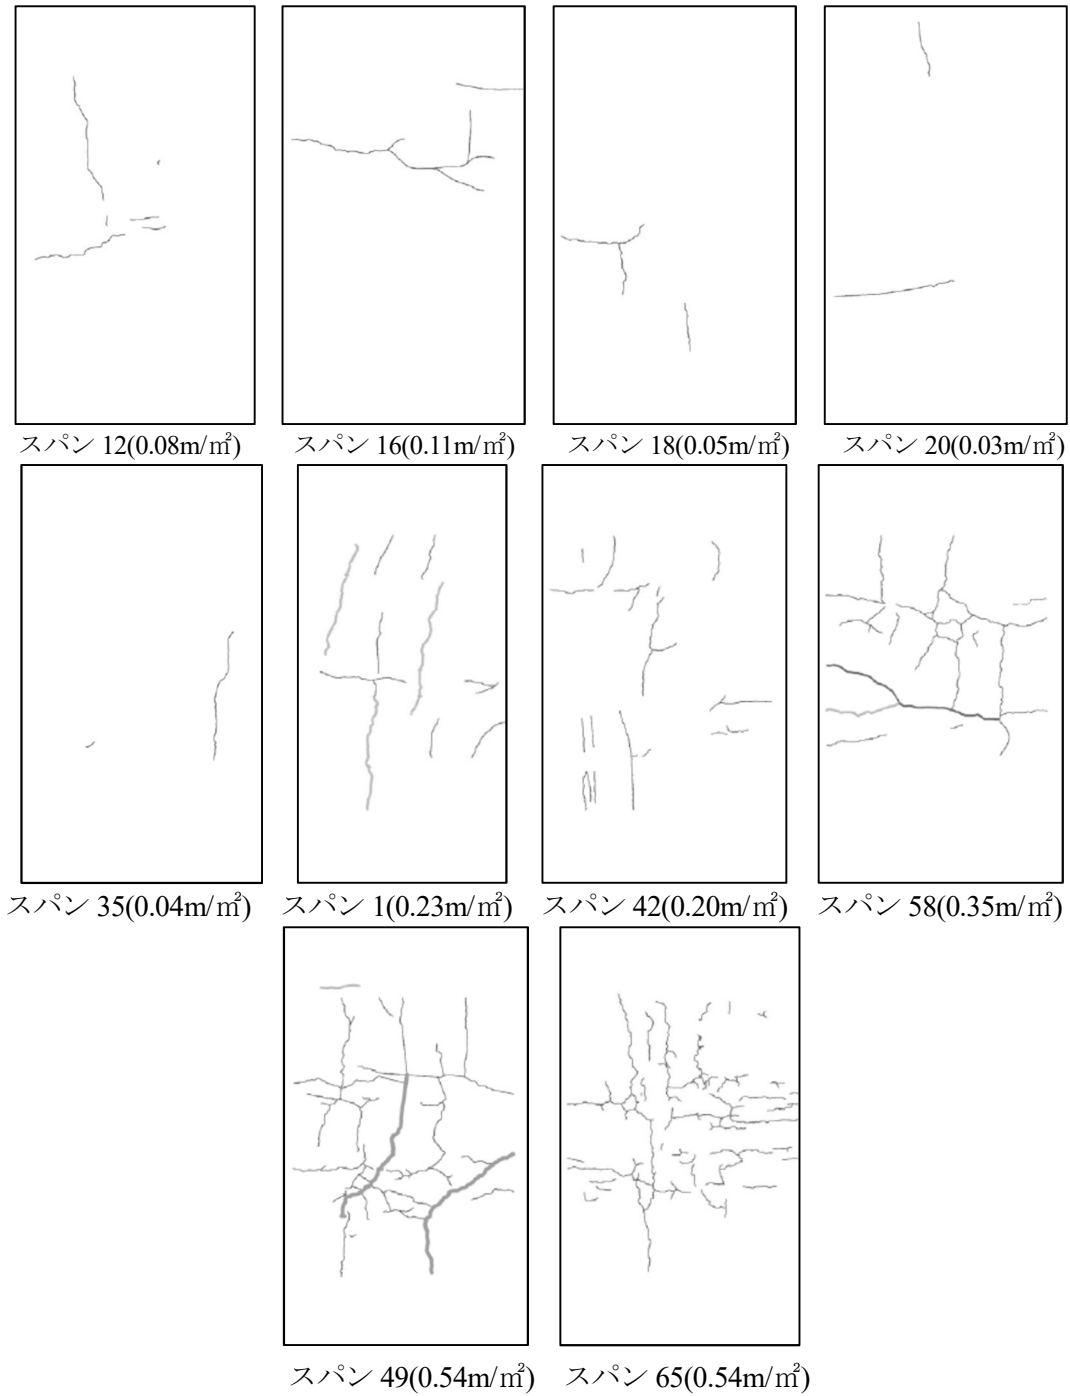 スパン 12(0.08m/㎡) スパン 16(0.11m/㎡) スパン 18(0.05m/㎡) スパン 20(0.03m/㎡)
スパン 35(0.04m/㎡) スパン 1(0.23m/㎡) スパン 42(0.20m/㎡) スパン 58(0.35m/㎡)
スパン 49(0.54m/㎡) スパン 65(0.54m/㎡)